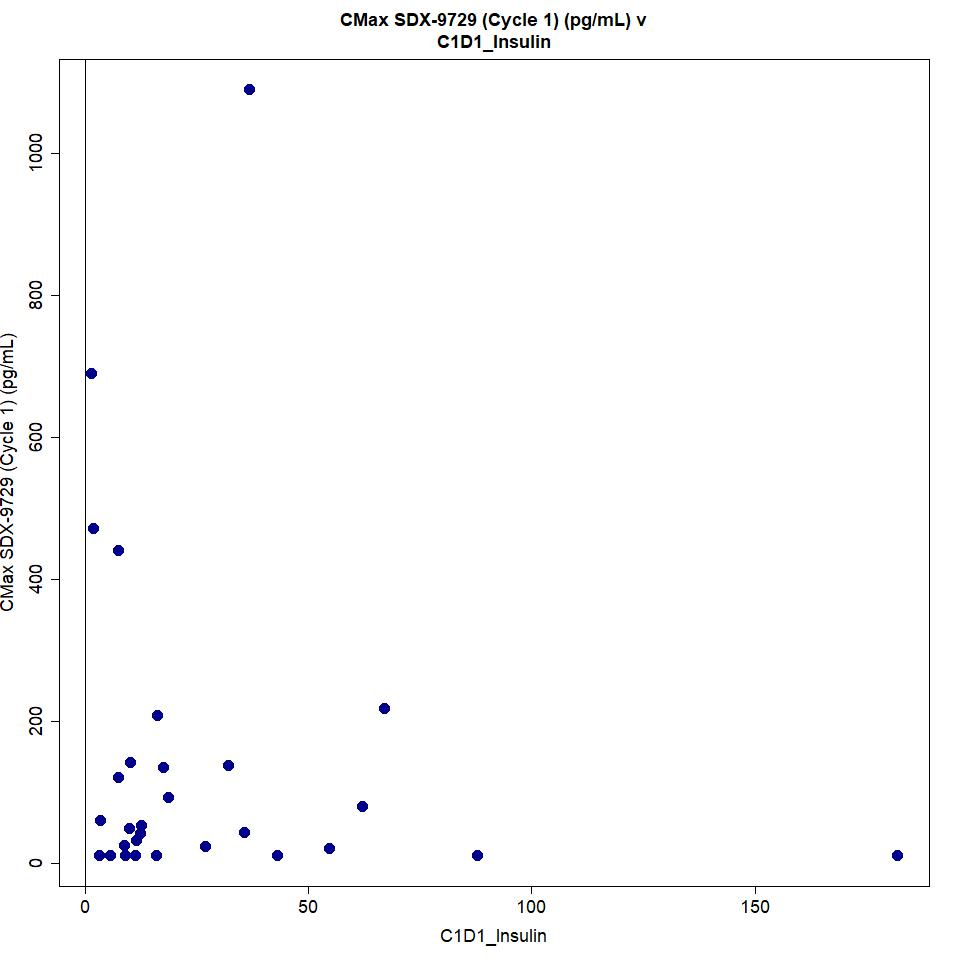 CMax SDX-9729 (Cycle 1) (pg/mL) v
C1D1_Insulin
1000
800
600
400
200
0
CMax SDX-9729 (Cycle 1) (pg/mL)
0 50 100 150
C1D1_Insulin